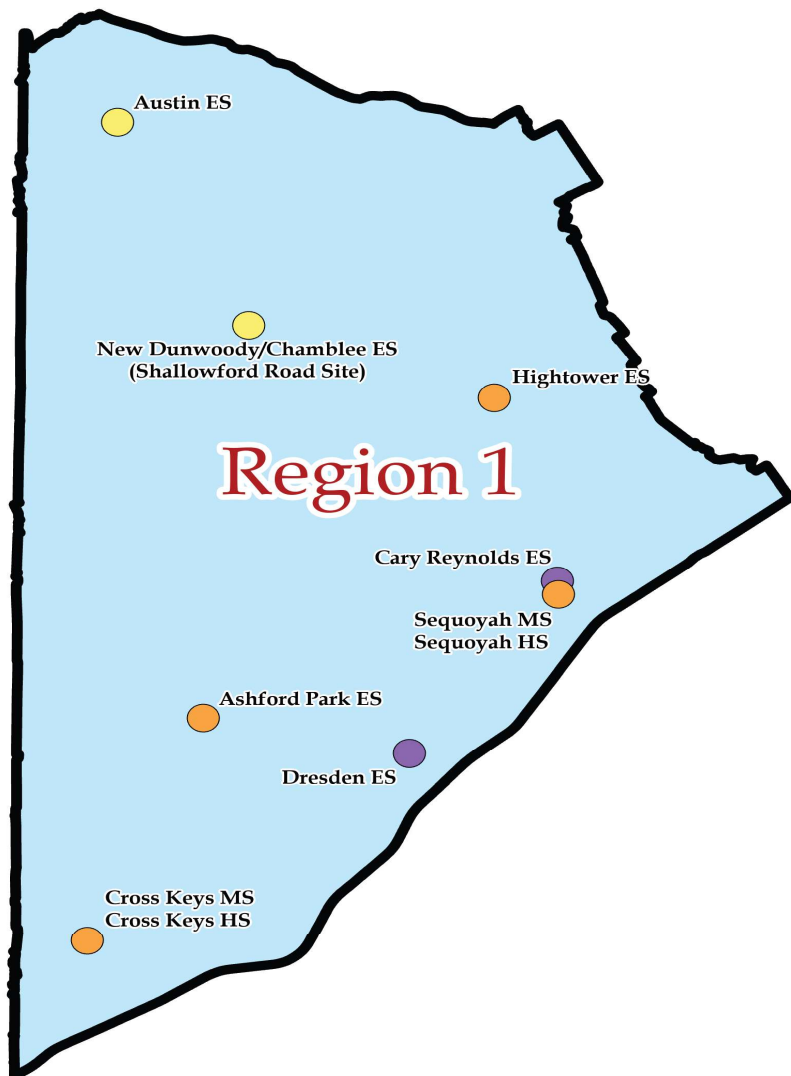 Austin ES
New Dunwoody/Chamblee ES
(Shallowford Road Site)
Hightower ES
Region 1
Cary Reynolds ES
Sequoyah MS
Sequoyah HS
Ashford Park ES
Dresden ES
Cross Keys MS
Cross Keys HS